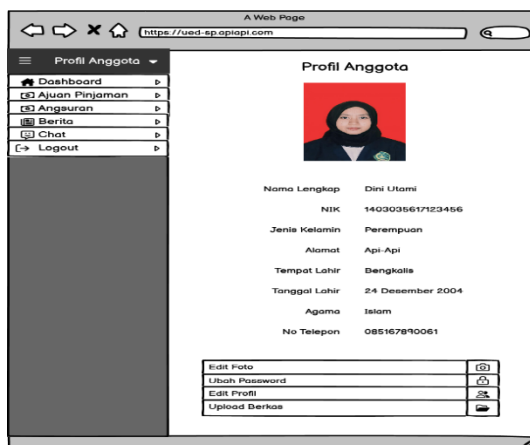 A Web Page
https://ued-sp.apiapi.com
Profil Anggota
Dashboard
Ajuan Pinjaman
Angsuran
Berita
Chat
Logout
Profil Anggota
Nama Lengkap Dini Utami
NIK 1403035617123456
Jenis Kelamin Perempuan
Alamat Api-Api
Tempat Lahir Bengkalis
Tanggal Lahir 24 Desember 2004
Agama Islam
No Telepon 085167890061
Edit Foto
Ubah Password
Edit Profil
Upload Berkas